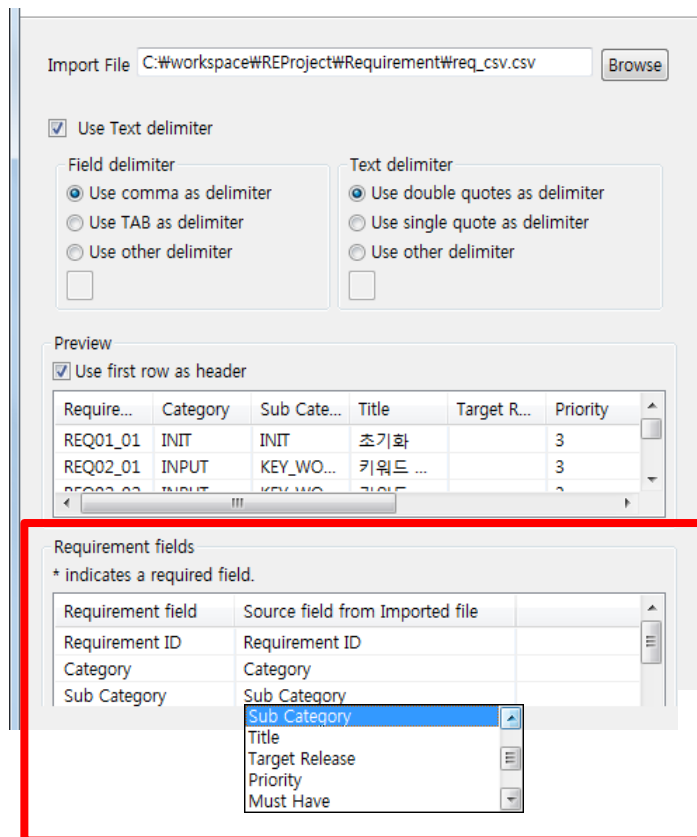 Import File C:₩workspace₩REProject₩Requirement₩req_csv.csv Browse
Use Text delimiter
Field delimiter
Use comma as delimiter
Use TAB as delimiter
Use other delimiter
Text delimiter
Use double quotes as delimiter
Use single quote as delimiter
Use other delimiter
Preview
Use first row as header
Require... Category Sub Cate... Title Target R... Priority
REQ01_01 INIT INIT 초기화 3
REQ02_01 INPUT KEY_WO... 키워드 ... 3
Requirement fields
* indicates a required field.
Requirement field Source field from Imported file
Requirement ID Requirement ID
Category Category
Sub Category Sub Category
Sub Category
Title
Target Release
Priority
Must Have